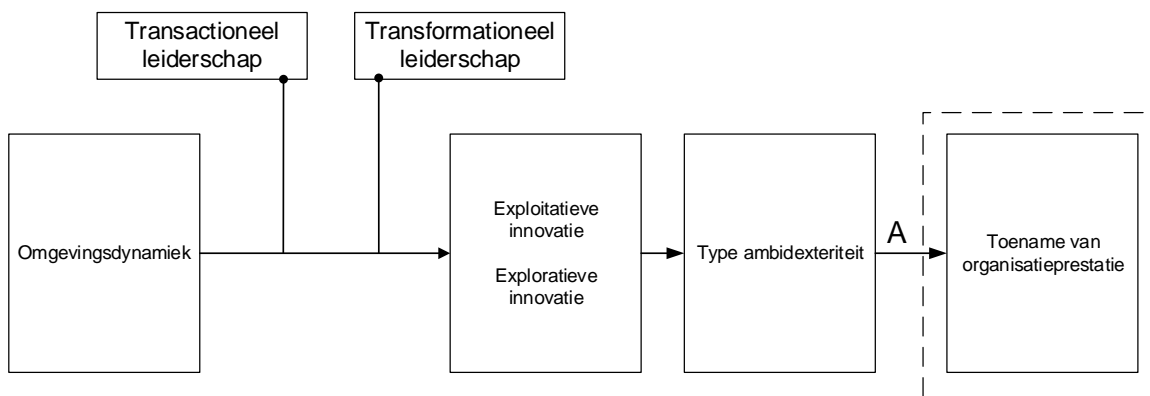 Transactioneel
leiderschap
Transformationeel
leiderschap
Omgevingsdynamiek
Exploitatieve
innovatie
Exploratieve
innovatie
Type ambidexteriteit
A
Toename van
organisatieprestatie